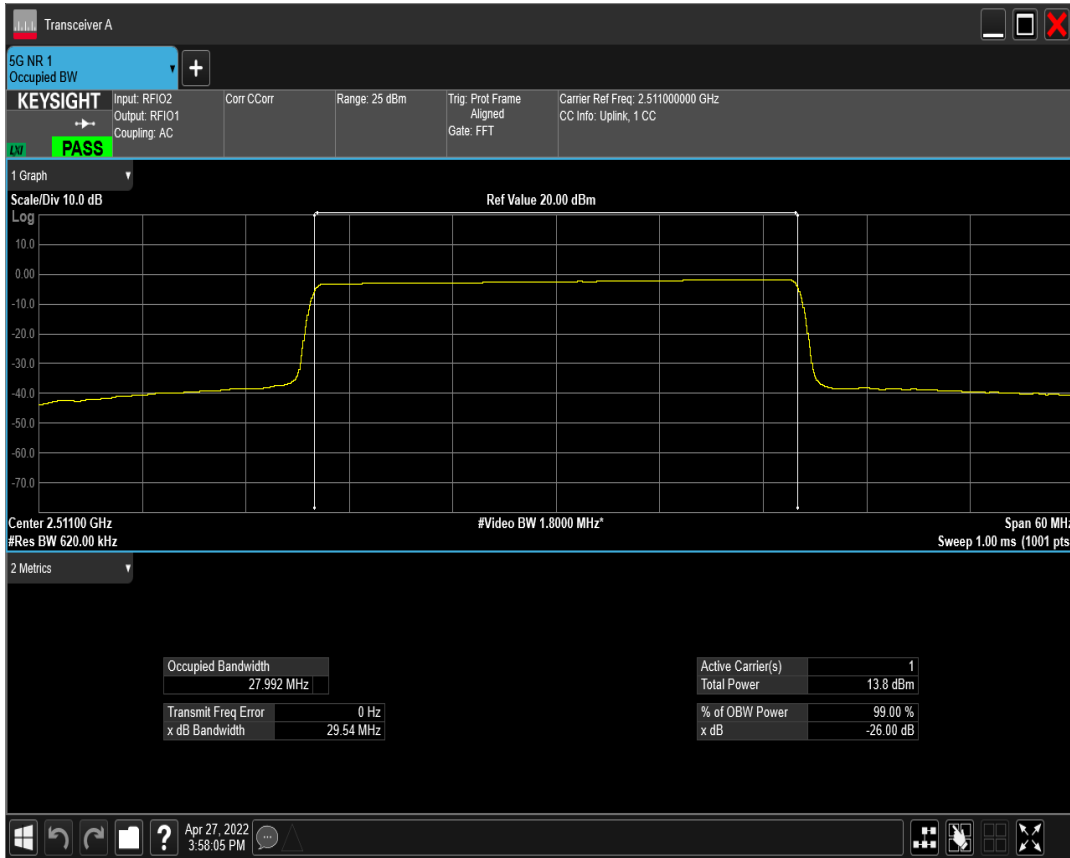 Transceiver A
5G NR 1
Occupied BW
KEYSIGHT
LXI
PASS
Input: RFIO2
Output: RFIO1
Coupling: AC
Corr CCorr
Range: 25 dBm
Trig: Prot Frame
Aligned
Gate: FFT
Carrier Ref Freq: 2.511000000 GHz
CC Info: Uplink, 1 CC
1 Graph
Scale/Div 10.0 dB
Ref Value 20.00 dBm
Log
10.0
0.00
-10.0
-20.0
-30.0
-40.0
-50.0
-60.0
-70.0
Center 2.51100 GHz
#Video BW 1.8000 MHz*
Span 60 MHz
#Res BW 620.00 kHz
Sweep 1.00 ms (1001 pts
2 Metrics
Occupied Bandwidth
27.992 MHz
Transmit Freq Error 0 Hz
x dB Bandwidth 29.54 MHz
Active Carrier(s) 1
Total Power 13.8 dBm
% of OBW Power 99.00 %
x dB -26.00 dB
?
Apr 27, 2022
3:58:05 PM